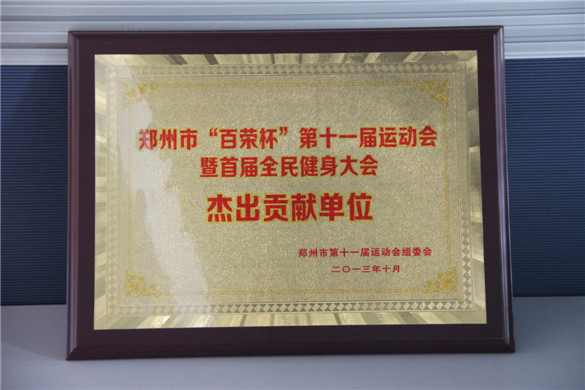 郑州市“百荣杯”第十一届运动会
暨首届全民健身大会
杰出贡献单位
郑州市第十一届运动会组委会
二〇一三年十月